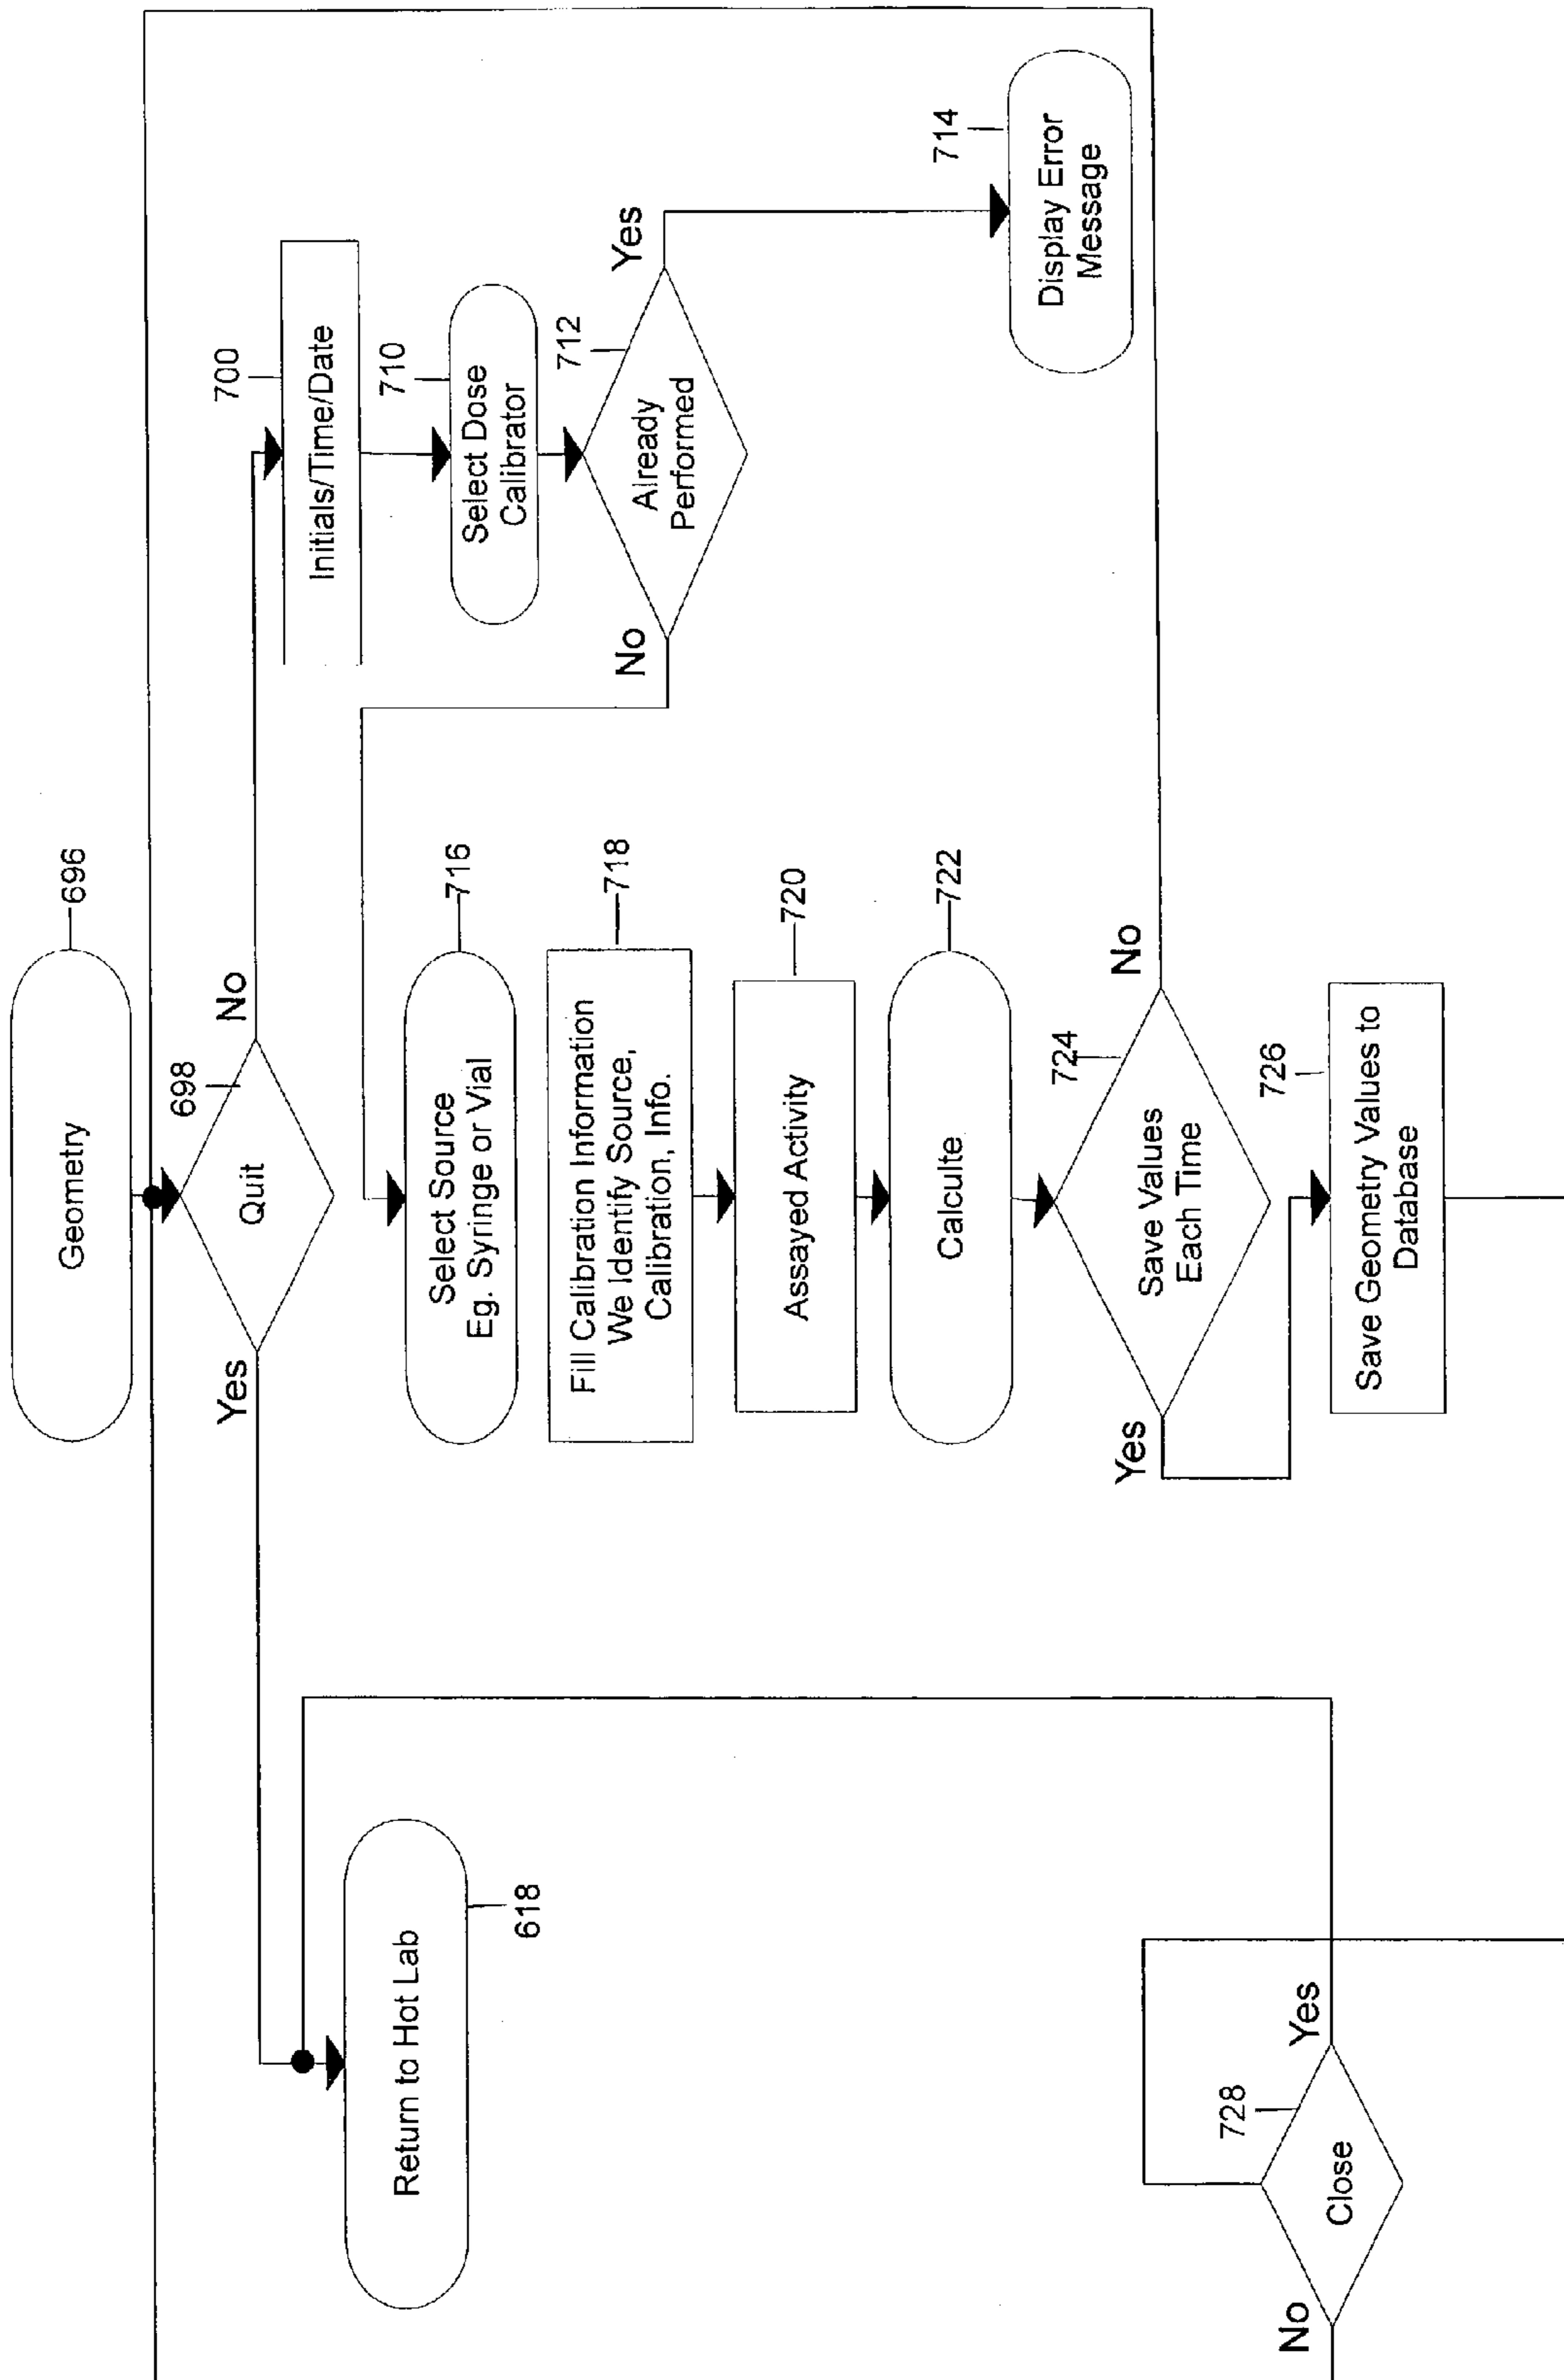 Geometry
696
698
Quit
Yes
No
700
Initials/Time/Date
710
Select Dose
Calibrator
712
Already
Performed
No
Yes
714
Display Error
Message
Return to Hot Lab
618
Select Source
Eg. Syringe or Vial
716
Fill Calibration Information
We Identify Source,
Calibration, Info.
718
Assayed Activity
720
Calculte
722
724
Save Values
Each Time
Yes
No
726
Save Geometry Values to
Database
728
Close
No
Yes